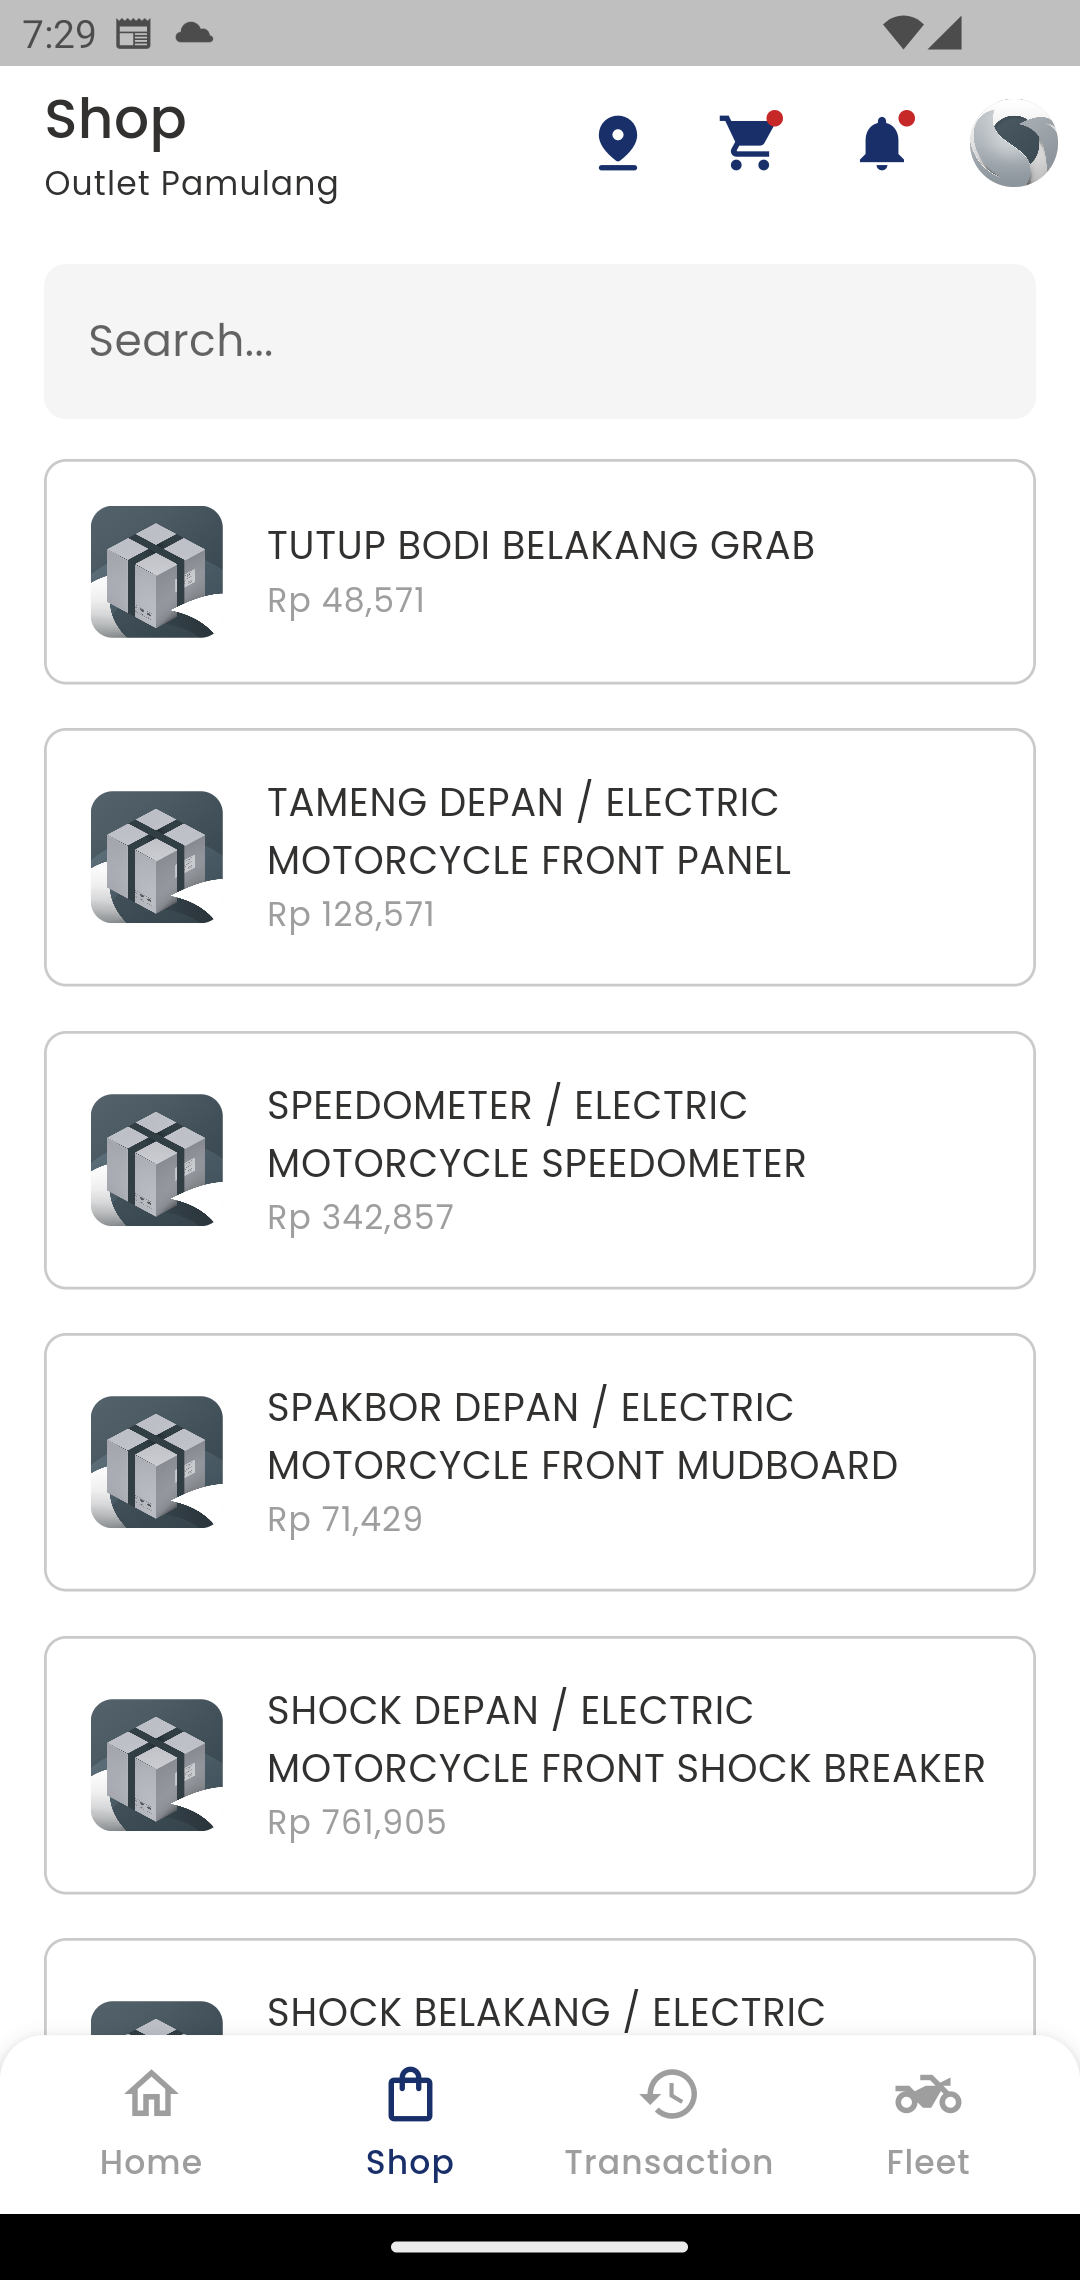 7:29
Shop
Outlet Pamulang
Search...
TUTUP BODI BELAKANG GRAB
Rp 48,571
TAMENG DEPAN / ELECTRIC
MOTORCYCLE FRONT PANEL
Rp 128,571
SPEEDOMETER / ELECTRIC
MOTORCYCLE SPEEDOMETER
Rp 342,857
SPAKBOR DEPAN / ELECTRIC
MOTORCYCLE FRONT MUDBOARD
Rp 71,429
SHOCK DEPAN / ELECTRIC
MOTORCYCLE FRONT SHOCK BREAKER
Rp 761,905
SHOCK BELAKANG / ELECTRIC
Home
Shop
Transaction
Fleet